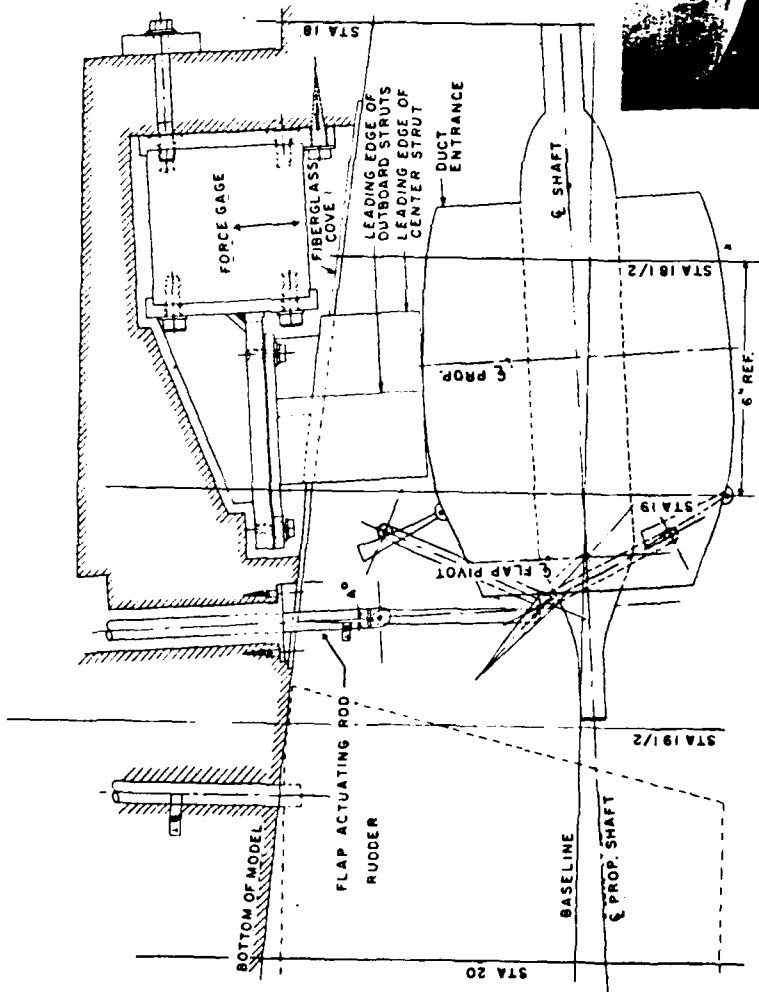 STA 18
FORCE GAGE
FIBERGLASS
COVE
LEADING EDGE OF
OUTBOARD STRUTS
LEADING EDGE OF
CENTER STRUT
DUCT
ENTRANCE
℄ SHAFT
STA 18 1/2
℄ PROP.
6" REF.
STA 19
℄ FLAP PIVOT
4°
FLAP ACTUATING ROD
RUDDER
STA 19 1/2
BOTTOM OF MODEL
BASELINE
℄ PROP. SHAFT
STA 20